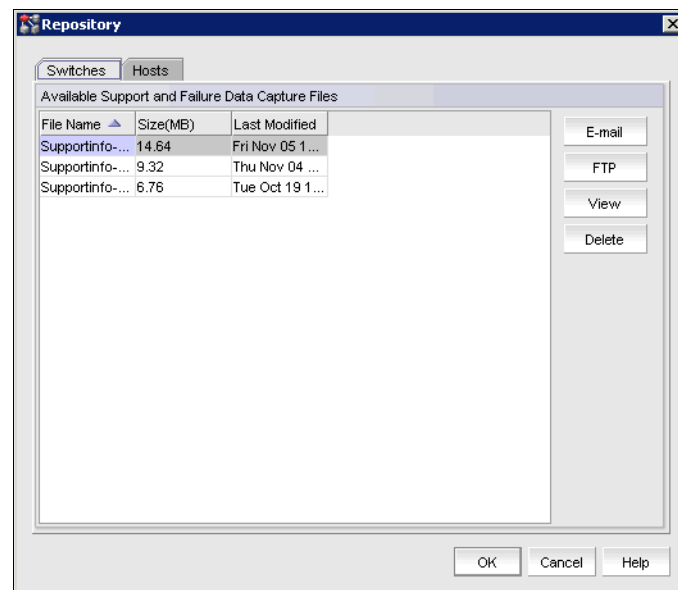 Repository
Switches Hosts
Available Support and Failure Data Capture Files
File Name Size(MB) Last Modified
Supportinfo-... 14.64 Fri Nov 05 1...
Supportinfo-... 9.32 Thu Nov 04 ...
Supportinfo-... 6.76 Tue Oct 19 1...
E-mail
FTP
View
Delete
OK Cancel Help